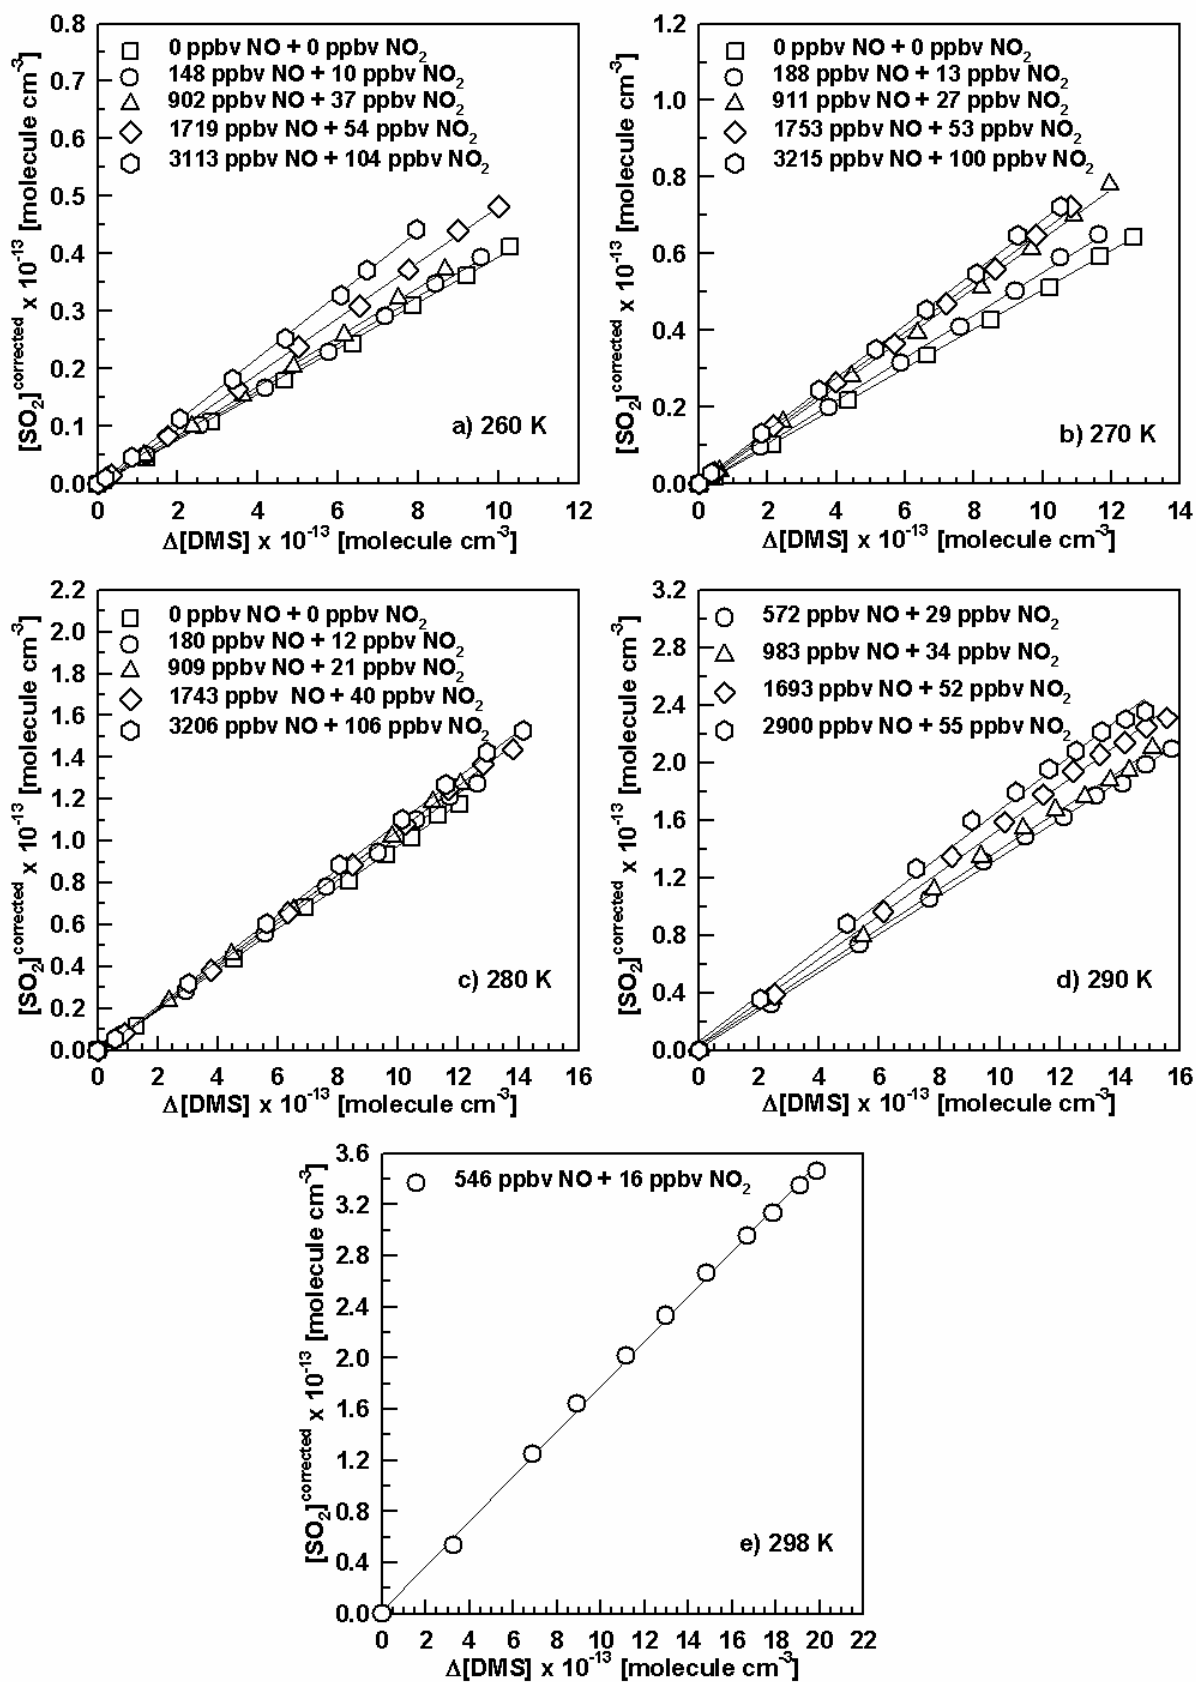 0 ppbv NO + 0 ppbv NO2
148 ppbv NO + 10 ppbv NO2
902 ppbv NO + 37 ppbv NO2
1719 ppbv NO + 54 ppbv NO2
3113 ppbv NO + 104 ppbv NO2
a) 260 K
0.8
0.7
0.6
0.5
0.4
0.3
0.2
0.1
0.0
0 2 4 6 8 10 12
[SO2]corrected x 10-13 [molecule cm-3]
Δ[DMS] x 10-13 [molecule cm-3]
0 ppbv NO + 0 ppbv NO2
188 ppbv NO + 13 ppbv NO2
911 ppbv NO + 27 ppbv NO2
1753 ppbv NO + 53 ppbv NO2
3215 ppbv NO + 100 ppbv NO2
b) 270 K
1.2
1.0
0.8
0.6
0.4
0.2
0.0
0 2 4 6 8 10 12 14
[SO2]corrected x 10-13 [molecule cm-3]
Δ[DMS] x 10-13 [molecule cm-3]
0 ppbv NO + 0 ppbv NO2
180 ppbv NO + 12 ppbv NO2
909 ppbv NO + 21 ppbv NO2
1743 ppbv NO + 40 ppbv NO2
3206 ppbv NO + 106 ppbv NO2
c) 280 K
2.2
2.0
1.8
1.6
1.4
1.2
1.0
0.8
0.6
0.4
0.2
0.0
0 2 4 6 8 10 12 14 16
[SO2]corrected x 10-13 [molecule cm-3]
Δ[DMS] x 10-13 [molecule cm-3]
572 ppbv NO + 29 ppbv NO2
983 ppbv NO + 34 ppbv NO2
1693 ppbv NO + 52 ppbv NO2
2900 ppbv NO + 55 ppbv NO2
d) 290 K
3.2
2.8
2.4
2.0
1.6
1.2
0.8
0.4
0.0
0 2 4 6 8 10 12 14 16
[SO2]corrected x 10-13 [molecule cm-3]
Δ[DMS] x 10-13 [molecule cm-3]
546 ppbv NO + 16 ppbv NO2
e) 298 K
3.6
3.2
2.8
2.4
2.0
1.6
1.2
0.8
0.4
0.0
0 2 4 6 8 10 12 14 16 18 20 22
[SO2]corrected x 10-13 [molecule cm-3]
Δ[DMS] x 10-13 [molecule cm-3]